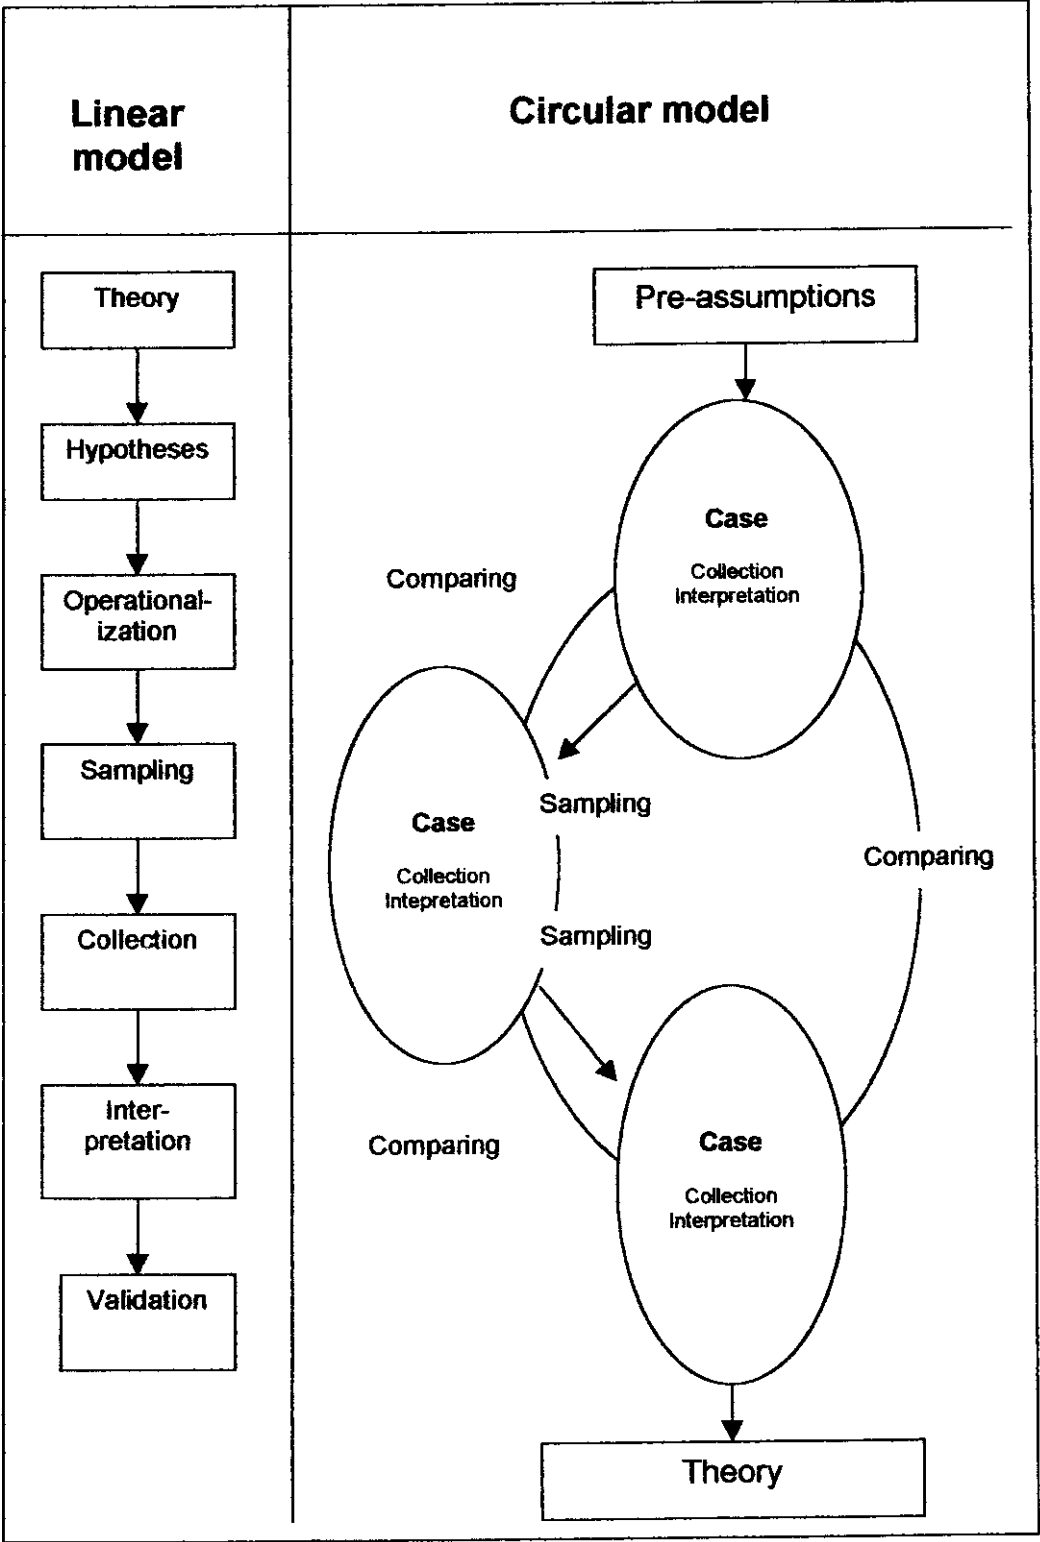 Linear
model
Circular model
Theory
Hypotheses
Operational-
ization
Sampling
Collection
Inter-
pretation
Validation
Pre-assumptions
Case
Collection
Interpretation
Comparing
Sampling
Case
Collection
Intepretation
Comparing
Sampling
Comparing
Case
Collection
Interpretation
Theory